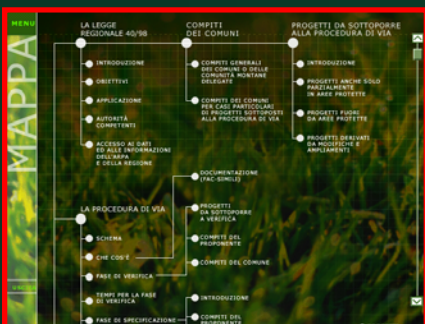 MENU
MAPPA
LA LEGGE
REGIONALE 40/98
INTRODUZIONE
OBIETTIVI
APPLICAZIONE
AUTORITÀ
COMPETENTI
ACCESSO AI DATI
ED ALLE INFORMAZIONI
DELL'ARPA
E DELLA REGIONE
COMPITI
DEI COMUNI
COMPITI GENERALI
DEI COMUNI O DELLE
COMUNITÀ MONTANE
DELEGATE
COMPITI DEI COMUNI
PER CASI PARTICOLARI
DI PROGETTI SOTTOPOSTI
ALLA PROCEDURA DI VIA
PROGETTI DA SOTTOPORRE
ALLA PROCEDURA DI VIA
INTRODUZIONE
PROGETTI ANCHE SOLO
PARZIALMENTE
IN AREE PROTETTE
PROGETTI FUORI
DA AREE PROTETTE
PROGETTI DERIVATI
DA MODIFICHE E
AMPLIAMENTI
LA PROCEDURA DI VIA
SCHEMA
CHE COS'È
FASE DI VERIFICA
TEMPI PER LA FASE
DI VERIFICA
FASE DI SPECIFICAZIONE
DOCUMENTAZIONE
(FAC-SIMILE)
PROGETTI
DA SOTTOPORRE
A VERIFICA
COMPITI DEL
PROPONENTE
COMPITI DEL COMUNE
INTRODUZIONE
COMPITI DEL
PROPONENTE